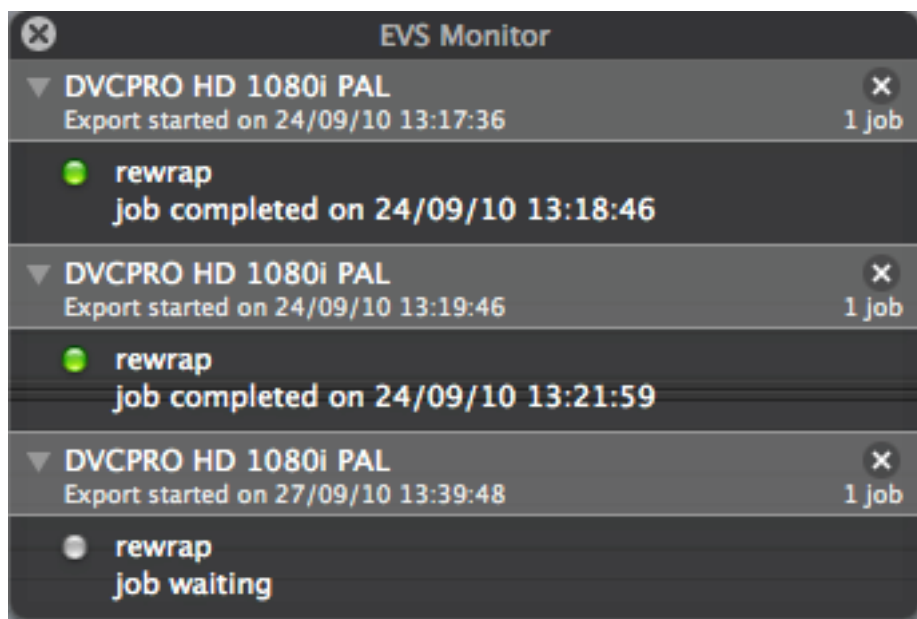 EVS Monitor
DVCPRO HD 1080i PAL
Export started on 24/09/10 13:17:36
1 job
rewrap
job completed on 24/09/10 13:18:46
DVCPRO HD 1080i PAL
Export started on 24/09/10 13:19:46
1 job
rewrap
job completed on 24/09/10 13:21:59
DVCPRO HD 1080i PAL
Export started on 27/09/10 13:39:48
1 job
rewrap
job waiting